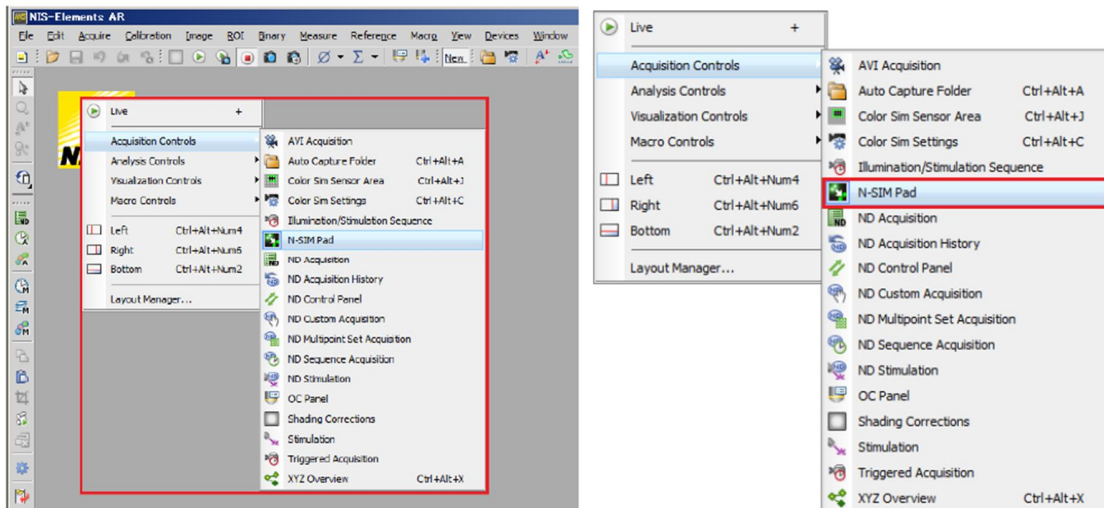 NIS-Elements AR
File Edit Acquire Calibration Image ROI Binary Measure Reference Macro View Devices Window
New
Live +
Acquisition Controls
Analysis Controls
Visualization Controls
Macro Controls
Left Ctrl+Alt+Num4
Right Ctrl+Alt+Num6
Bottom Ctrl+Alt+Num2
Layout Manager...
AVI Acquisition
Auto Capture Folder Ctrl+Alt+A
Color Sim Sensor Area Ctrl+Alt+J
Color Sim Settings Ctrl+Alt+C
Illumination/Stimulation Sequence
N-SIM Pad
ND Acquisition
ND Acquisition History
ND Control Panel
ND Custom Acquisition
ND Multipoint Set Acquisition
ND Sequence Acquisition
ND Stimulation
OC Panel
Shading Corrections
Stimulation
Triggered Acquisition
XYZ Overview Ctrl+Alt+X
Live +
Acquisition Controls
Analysis Controls
Visualization Controls
Macro Controls
Left Ctrl+Alt+Num4
Right Ctrl+Alt+Num6
Bottom Ctrl+Alt+Num2
Layout Manager...
AVI Acquisition
Auto Capture Folder Ctrl+Alt+A
Color Sim Sensor Area Ctrl+Alt+J
Color Sim Settings Ctrl+Alt+C
Illumination/Stimulation Sequence
N-SIM Pad
ND Acquisition
ND Acquisition History
ND Control Panel
ND Custom Acquisition
ND Multipoint Set Acquisition
ND Sequence Acquisition
ND Stimulation
OC Panel
Shading Corrections
Stimulation
Triggered Acquisition
XYZ Overview Ctrl+Alt+X